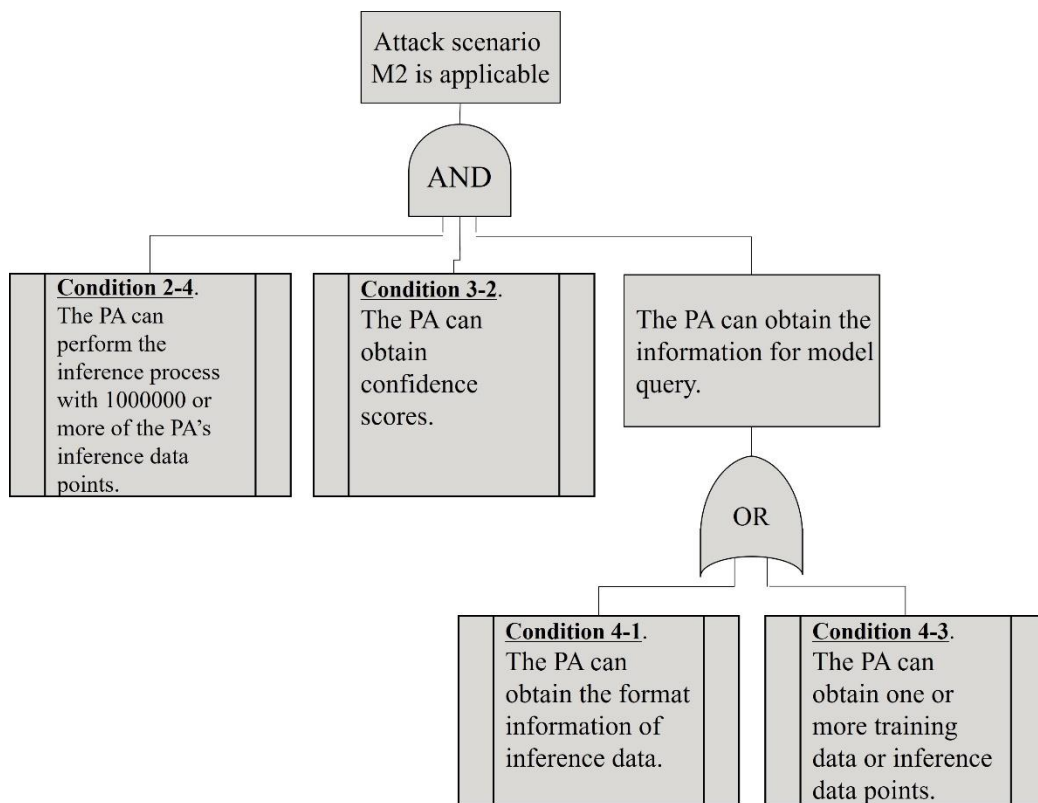 Attack scenario
M2 is applicable
AND
Condition 2-4.
The PA can
perform the
inference process
with 1000000 or
more of the PA’s
inference data
points.
Condition 3-2.
The PA can
obtain
confidence
scores.
The PA can obtain the
information for model
query.
OR
Condition 4-1.
The PA can
obtain the format
information of
inference data.
Condition 4-3.
The PA can
obtain one or
more training
data or inference
data points.